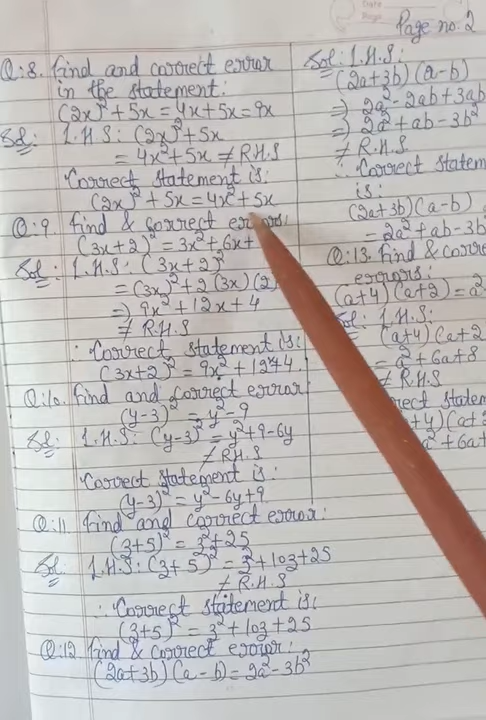 Page no. 2
Q:8. find and correct error
in the statement:
(2x)² + 5x = 4x + 5x = 9x
Sol: L.H.S: (2x)² + 5x
= 4x² + 5x ≠ R.H.S
Correct statement is:
(2x)² + 5x = 4x² + 5x
Q:9 find & correct errors:
(3x+2)² = 3x² + 6x +
Sol: L.H.S: (3x+2)²
= (3x)² + 2 (3x) (2)
⇒ 9x² + 12x + 4
≠ R.H.S
∴ Correct statement is:
(3x+2)² = 9x² + 12x+4.
Q:10. find and correct error
(y-3)² = y² - 9
Sol: L.H.S: (y-3)² = y² + 9 - 6y
≠ R.H.S
Correct statement is:
(y-3)² = y² - 6y + 9
Q:11. find and correct error:
(z+5)² = z² + 25
Sol: L.H.S: (z+5)² = z² + 10z + 25
≠ R.H.S
∴ Correct statement is:
(z+5)² = z² + 10z + 25
Q:12 find & correct error:
(2a+3b) (a-b) = 2a² - 3b²
Sol: L.H.S:
(2a+3b) (a-b)
⇒ 2a² - 2ab + 3ab
⇒ 2a² + ab - 3b²
≠ R.H.S
∴ Correct statem
is:
(2a+3b) (a-b)
= 2a² + ab - 3b²
Q:13. find & corre
errors:
(a+4) (a+2) = a²
Sol: L.H.S:
(a+4) (a+2
= a² + 6a + 8
≠ R.H.S
rect statem
+4) (a+
a² + 6a +